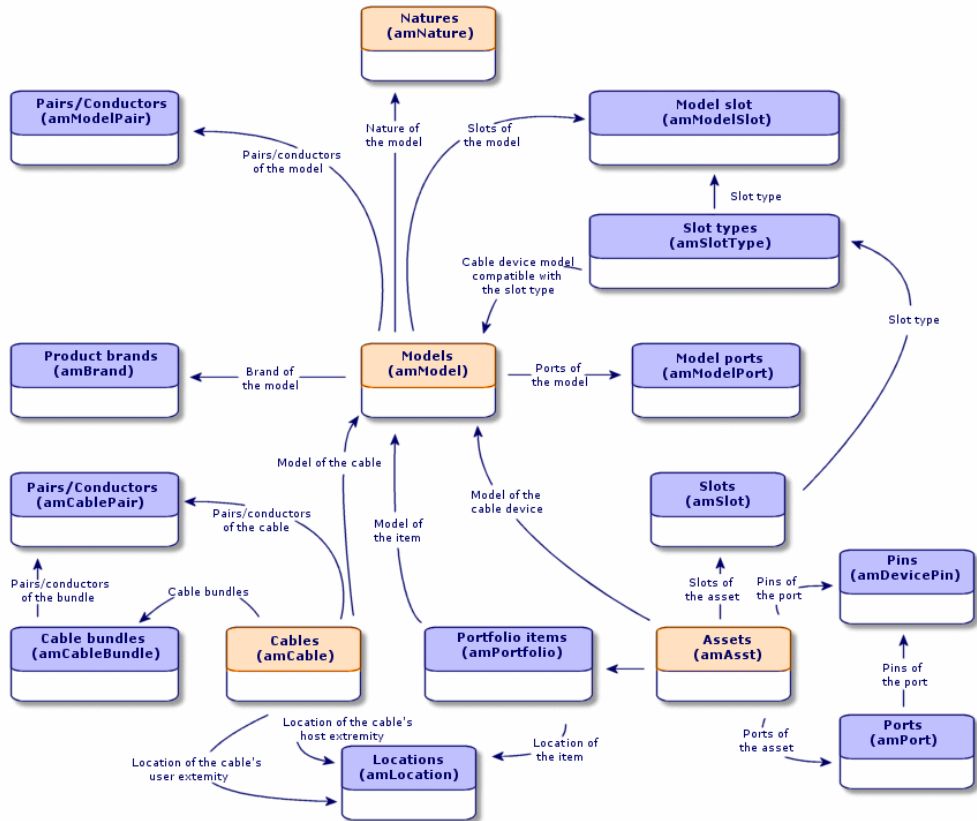 Natures
(amNature)
Pairs/Conductors
(amModelPair)
Model slot
(amModelSlot)
Nature of
the model
Slots of
the model
Pairs/conductors
of the model
Slot type
Slot types
(amSlotType)
Cable device model
compatible with
the slot type
Slot type
Product brands
(amBrand)
Brand of
the model
Models
(amModel)
Ports of
the model
Model ports
(amModelPort)
Model of the cable
Pairs/Conductors
(amCablePair)
Pairs/conductors
of the cable
Model of
the item
Model of the
cable device
Slots
(amSlot)
Pairs/conductors
of the bundle
Cable bundles
Slots of
the asset
Pins of
the port
Pins
(amDevicePin)
Cable bundles
(amCableBundle)
Cables
(amCable)
Portfolio items
(amPortfolio)
Assets
(amAsst)
Pins of
the port
Location of the cable's
host extremity
Location of the cable's
user extemity
Locations
(amLocation)
Location of
the item
Ports of
the asset
Ports
(amPort)